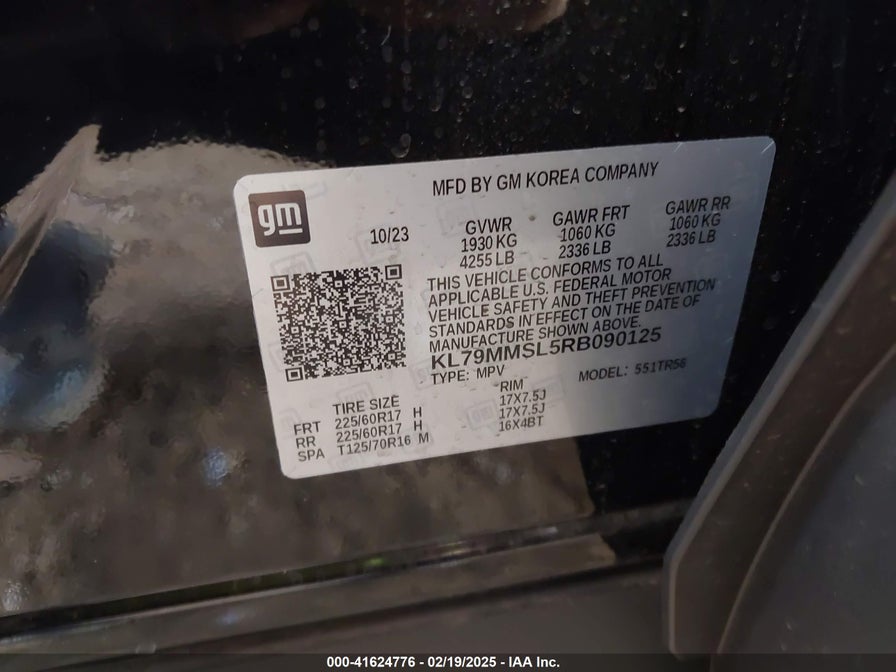 gm
MFD BY GM KOREA COMPANY
10/23
GVWR
1930 KG
4255 LB
GAWR FRT
1060 KG
2336 LB
GAWR RR
1060 KG
2336 LB
THIS VEHICLE CONFORMS TO ALL
APPLICABLE U.S. FEDERAL MOTOR
VEHICLE SAFETY AND THEFT PREVENTION
STANDARDS IN EFFECT ON THE DATE OF
MANUFACTURE SHOWN ABOVE.
KL79MMSL5RB090125
TYPE: MPV MODEL: 551TR56
TIRE SIZE RIM
FRT 225/60R17 H 17X7.5J
RR 225/60R17 H 17X7.5J
SPA T125/70R16 M 16X4BT
000-41624776 - 02/19/2025 - IAA Inc.